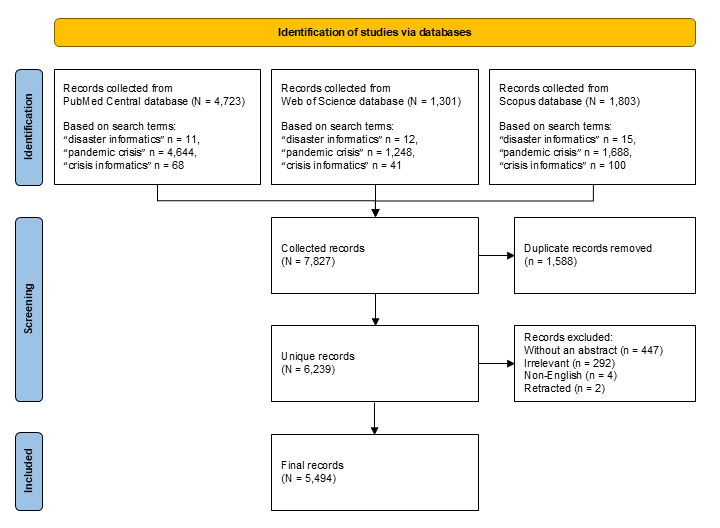 Identification of studies via databases
Identification
Records collected from
PubMed Central database (N = 4,723)
Based on search terms:
“disaster informatics” n = 11,
“pandemic crisis” n = 4,644,
“crisis informatics” n = 68
Records collected from
Web of Science database (N = 1,301)
Based on search terms:
“disaster informatics” n = 12,
“pandemic crisis” n = 1,248,
“crisis informatics” n = 41
Records collected from
Scopus database (N = 1,803)
Based on search terms:
“disaster informatics” n = 15,
“pandemic crisis” n = 1,688,
“crisis informatics” n = 100
Screening
Collected records
(N = 7,827)
Duplicate records removed
(n = 1,588)
Unique records
(N = 6,239)
Records excluded:
Without an abstract (n = 447)
Irrelevant (n = 292)
Non-English (n = 4)
Retracted (n = 2)
Included
Final records
(N = 5,494)